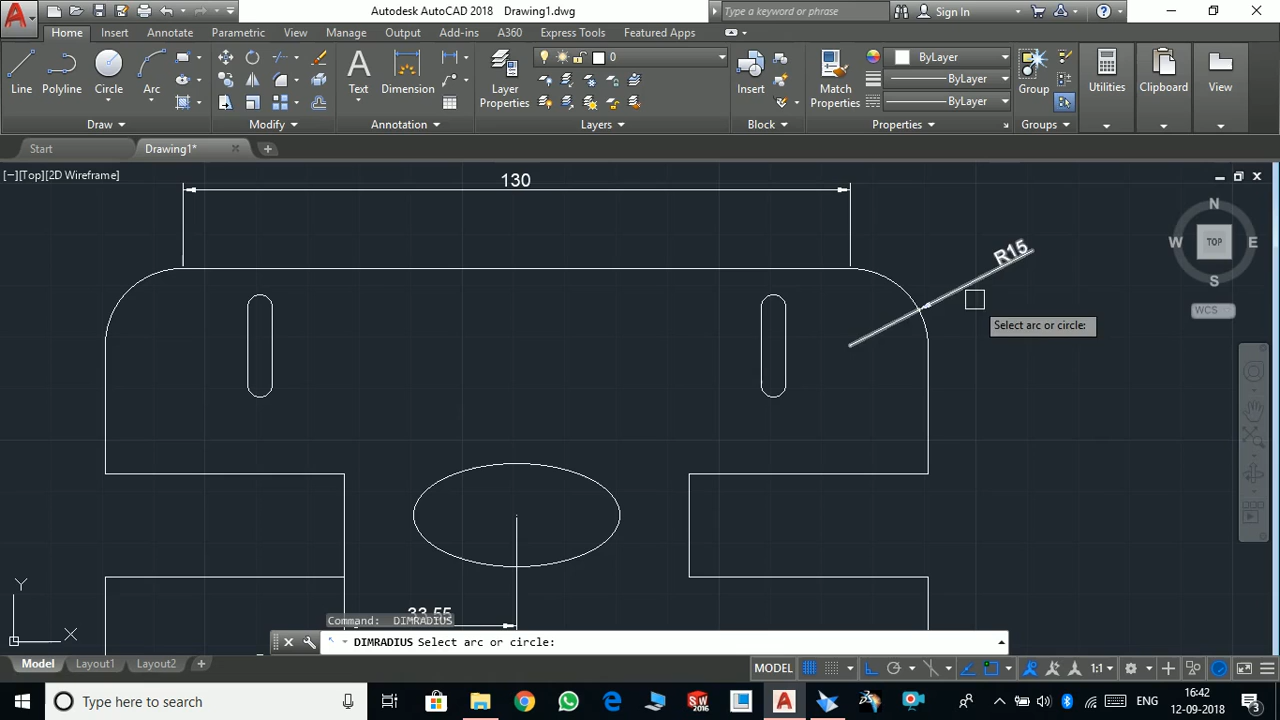 A Autodesk AutoCAD 2018 Drawing1.dwg Type a keyword or phrase Sign In ?
Home Insert Annotate Parametric View Manage Output Add-ins A360 Express Tools Featured Apps
0 ByLayer
ByLayer
ByLayer
Line Polyline Circle Arc A Text Dimension Layer Properties Insert Match Properties Group Utilities Clipboard View
Draw Modify Annotation Layers Block Properties Groups
Start Drawing1* +
[−][Top][2D Wireframe]
130
N
W TOP E
S
R15
WCS
Select arc or circle:
33.55
Y
X
Command: DIMRADIUS
DIMRADIUS Select arc or circle:
Model Layout1 Layout2 + MODEL 1:1
Type here to search SW 2016 A ENG 16:42
12-09-2018 3